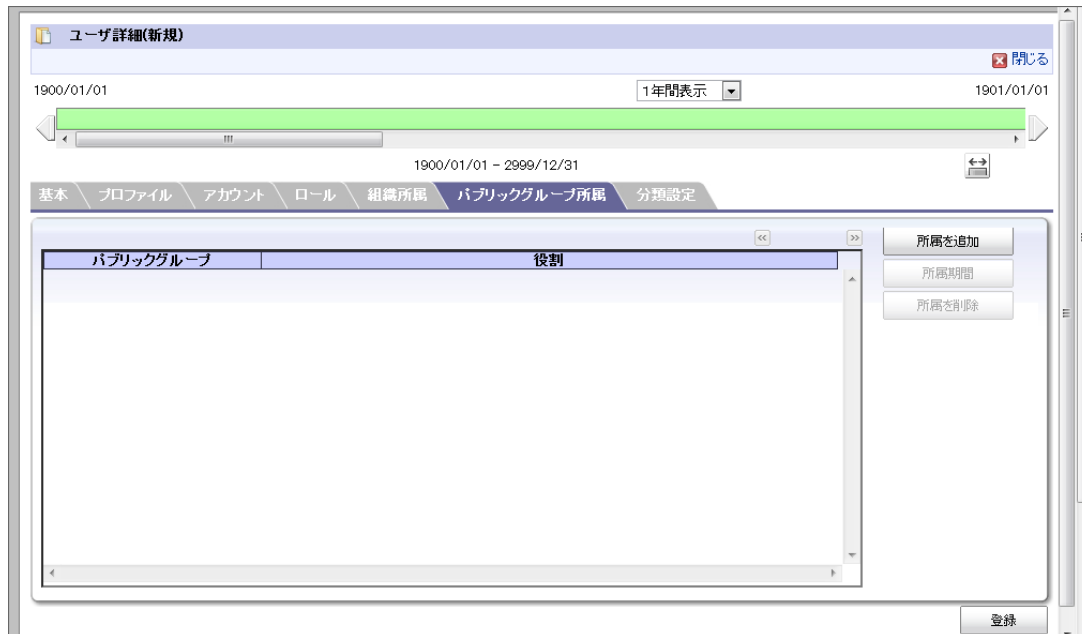 ユーザ詳細(新規)
閉じる
1900/01/01 1年間表示 1901/01/01
1900/01/01 - 2999/12/31
基本 プロファイル アカウント ロール 組織所属 パブリックグループ所属 分類設定
所属を追加
パブリックグループ 役割
所属期間
所属を削除
登録